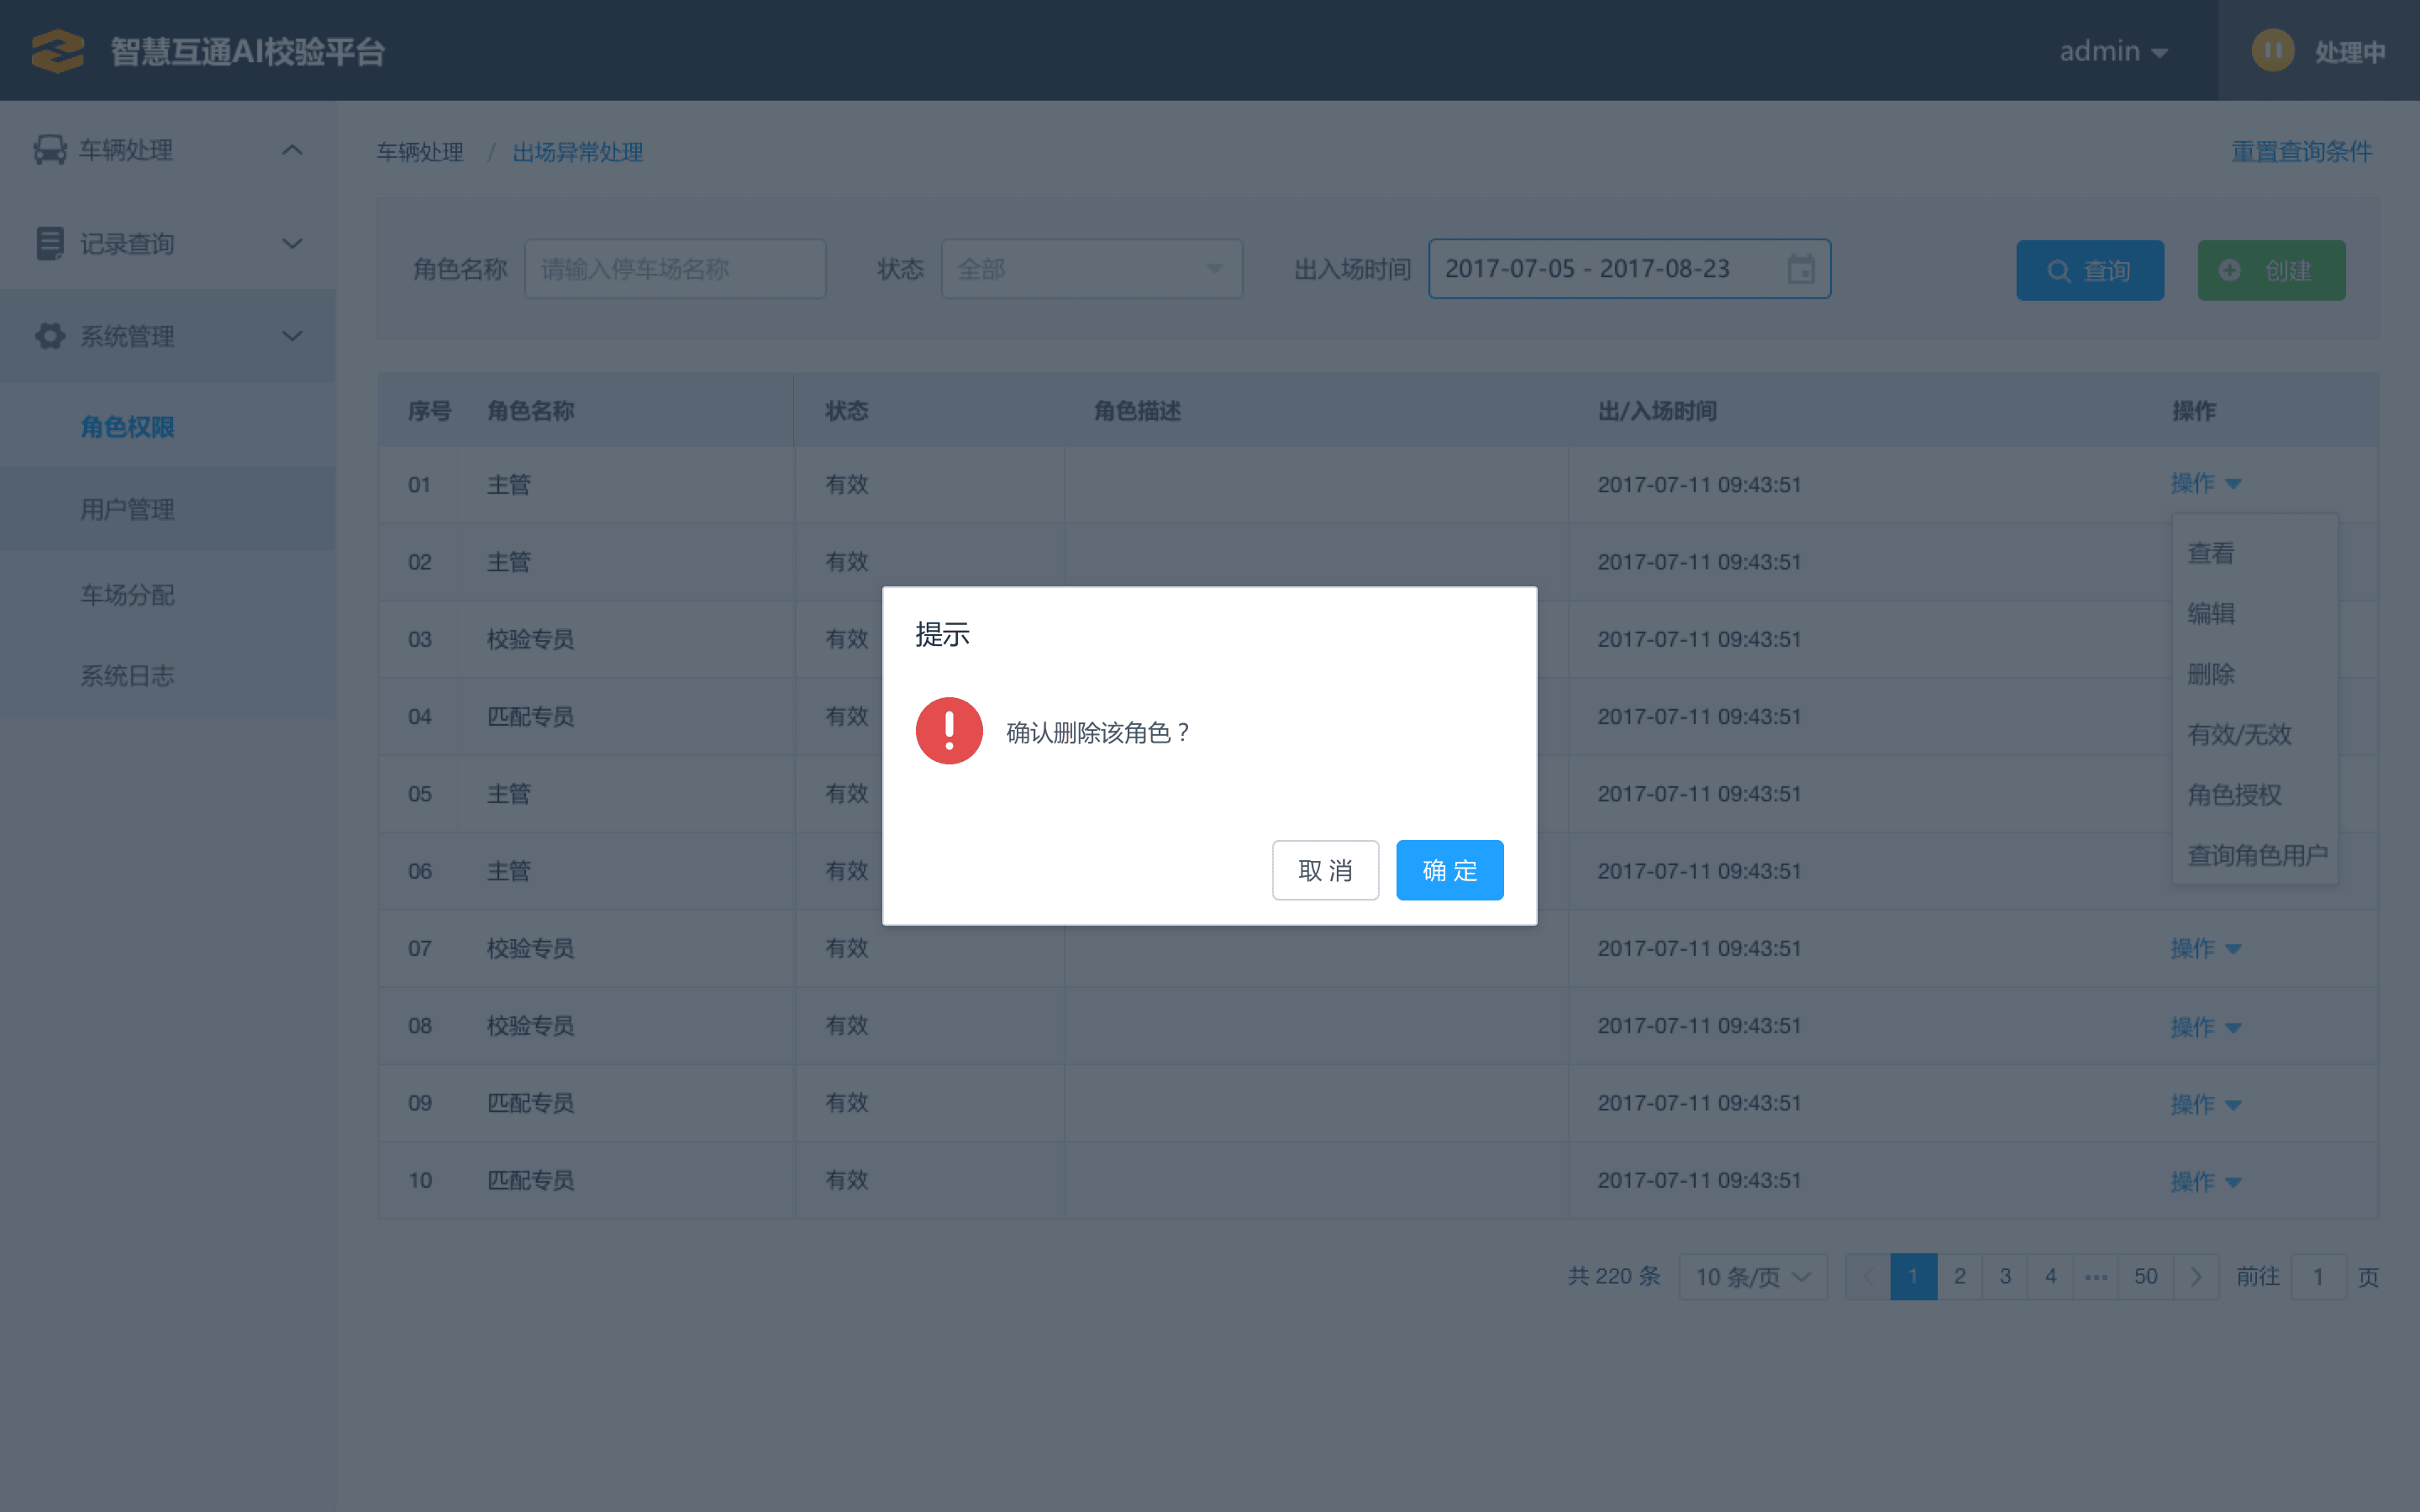 智慧互通AI校验平台
admin
处理中
车辆处理
记录查询
系统管理
角色权限
用户管理
车场分配
系统日志
车辆处理 / 出场异常处理
重置查询条件
角色名称 请输入停车场名称 状态 全部 出入场时间 2017-07-05 - 2017-08-23 查询 创建
序号 角色名称 状态 角色描述 出/入场时间 操作
01 主管 有效 2017-07-11 09:43:51 操作
02 主管 有效 2017-07-11 09:43:51
03 校验专员 有效 2017-07-11 09:43:51
04 匹配专员 有效 2017-07-11 09:43:51
05 主管 有效 2017-07-11 09:43:51
06 主管 有效 2017-07-11 09:43:51
07 校验专员 有效 2017-07-11 09:43:51 操作
08 校验专员 有效 2017-07-11 09:43:51 操作
09 匹配专员 有效 2017-07-11 09:43:51 操作
10 匹配专员 有效 2017-07-11 09:43:51 操作
查看
编辑
删除
有效/无效
角色授权
查询角色用户
提示
确认删除该角色？
取 消 确 定
共 220 条 10 条/页 1 2 3 4 ••• 50 前往 1 页